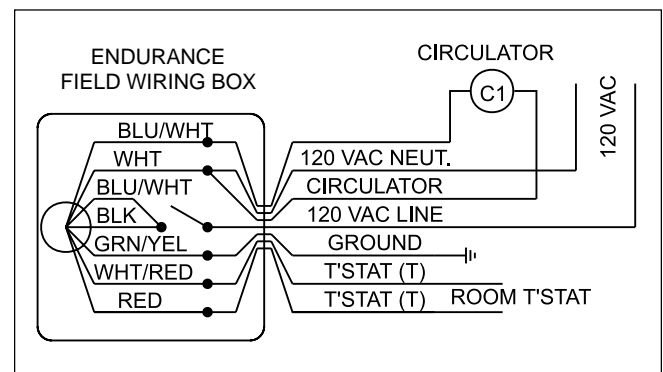 ENDURANCE
FIELD WIRING BOX
CIRCULATOR
C1
120 VAC
BLU/WHT
WHT
120 VAC NEUT.
BLU/WHT
CIRCULATOR
BLK
120 VAC LINE
GRN/YEL
GROUND
WHT/RED
T'STAT (T)
RED
T'STAT (T)
ROOM T'STAT